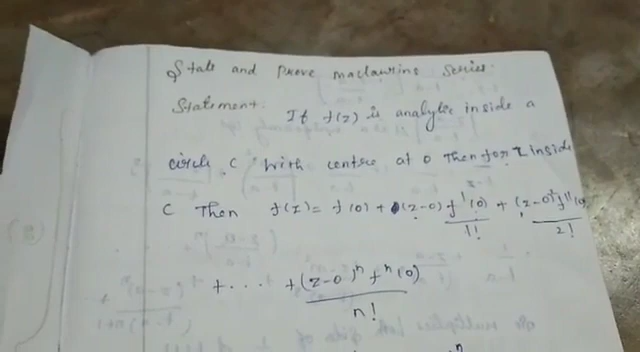 State and Prove maclaurins Series.
Statement. If f(z) is analytic inside a
circle C with centre at 0 then for z inside
C Then f(z) = f(0) + (z-0) f'(0)/1! + (z-0)² f''(0)/2!
+ . . . . + (z-0)ⁿ fⁿ(0)/n!